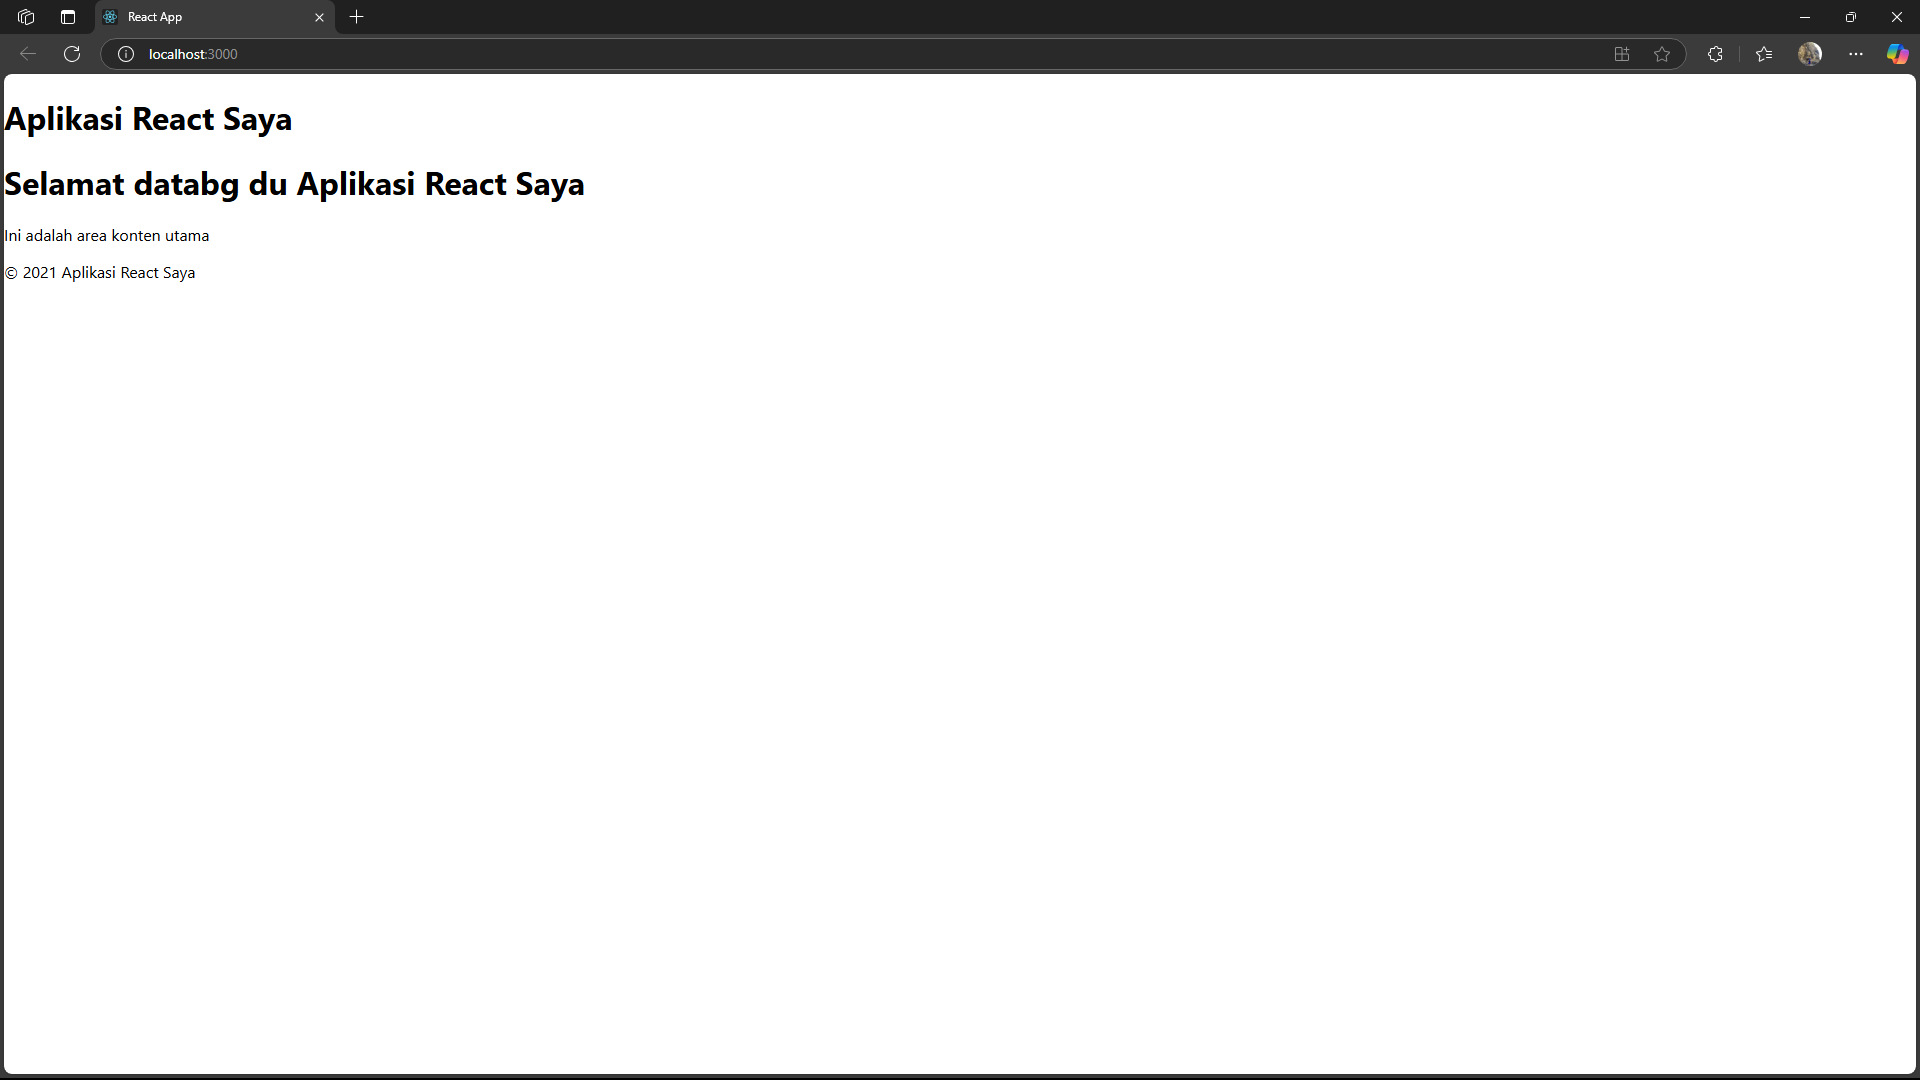 React App
localhost:3000
Aplikasi React Saya
Selamat databg du Aplikasi React Saya
Ini adalah area konten utama
© 2021 Aplikasi React Saya